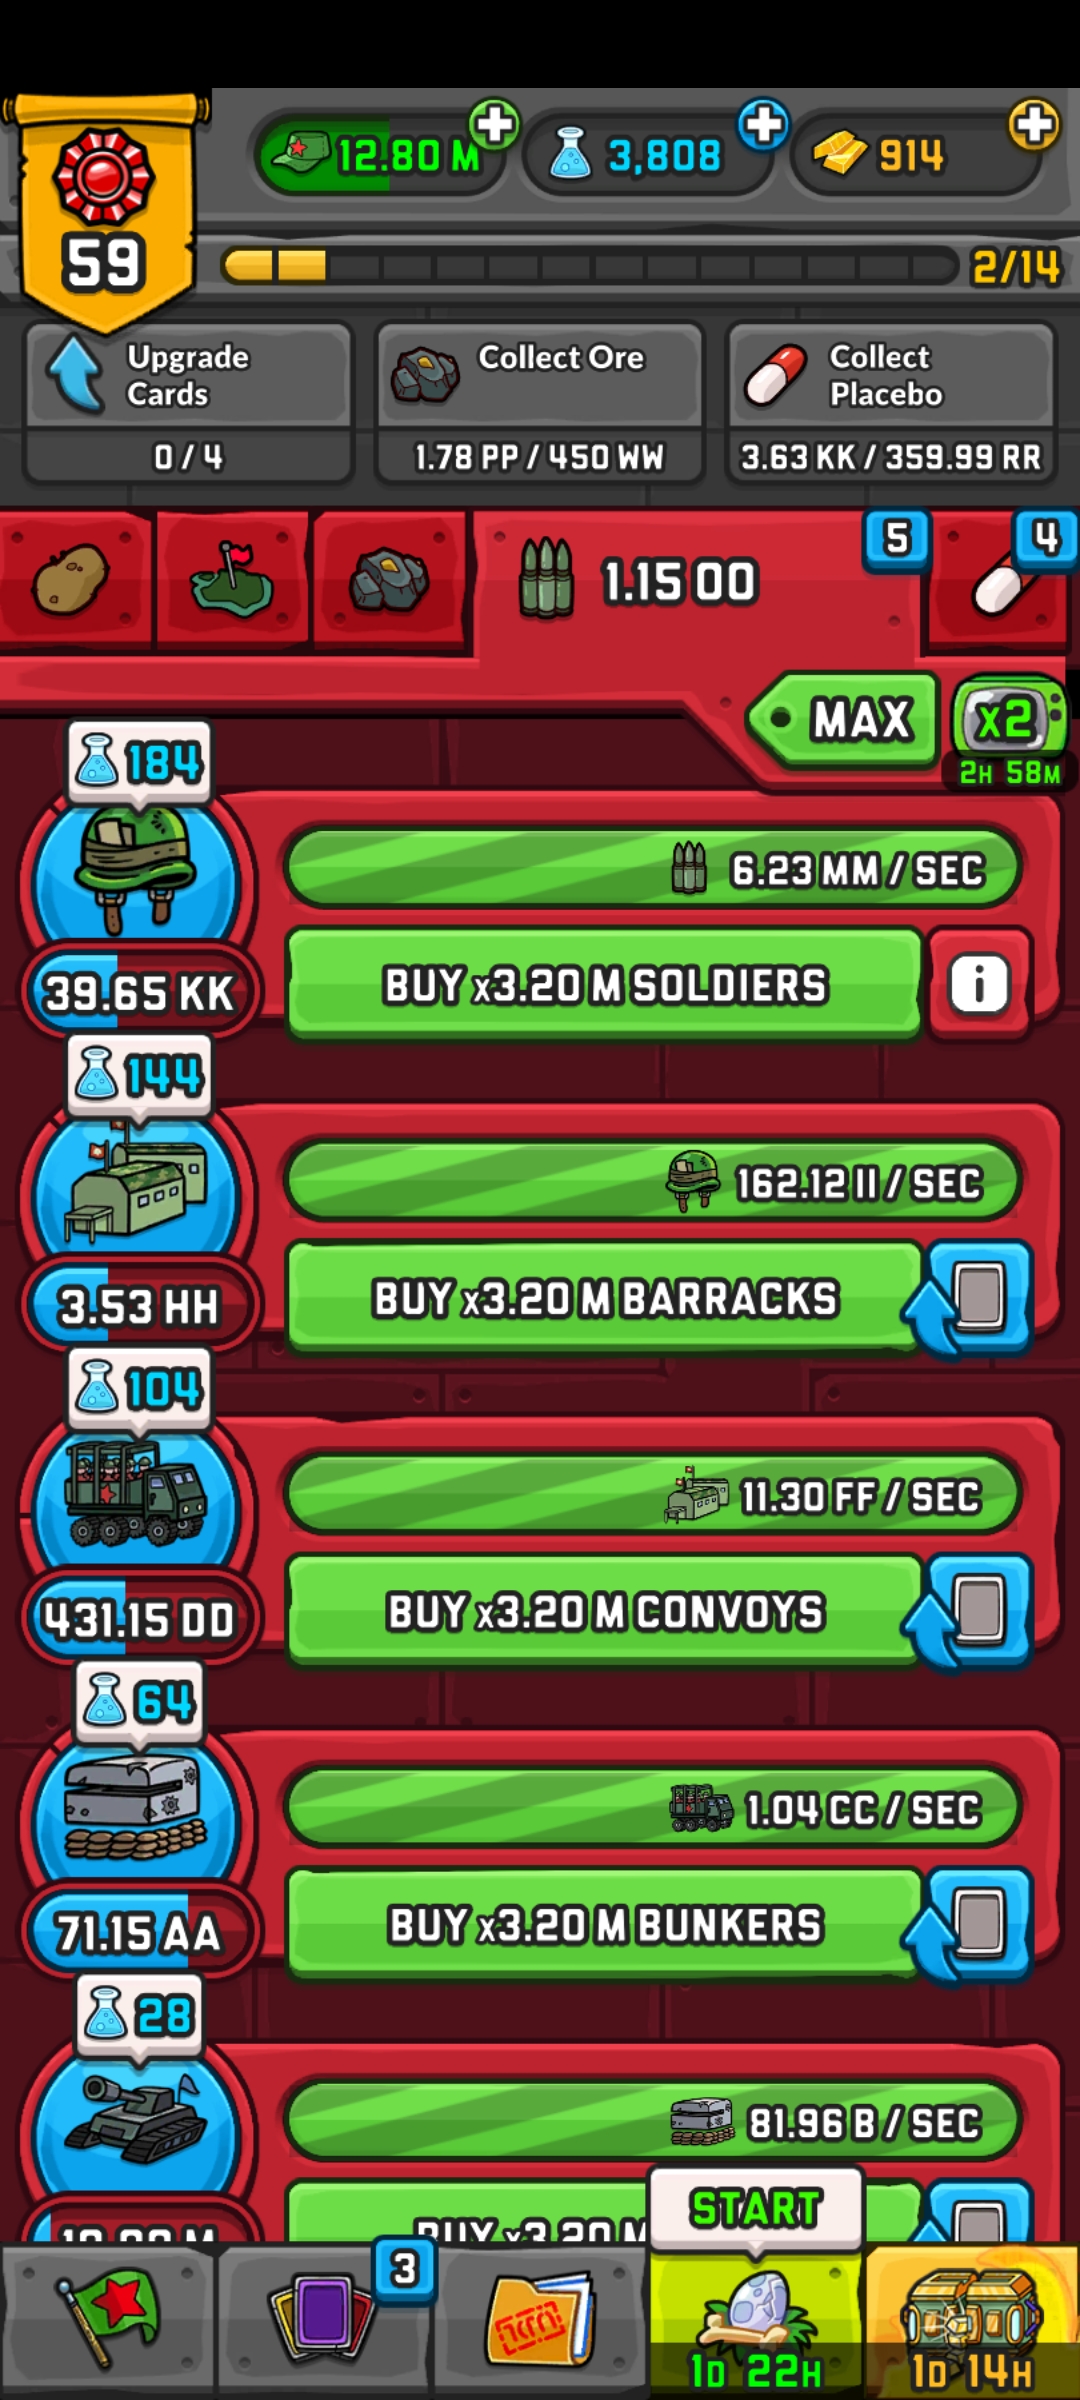 12.80 M
3,808
914
59
2/14
Upgrade
Cards
0 / 4
Collect Ore
1.78 PP / 450 WW
Collect
Placebo
3.63 KK / 359.99 RR
1.15 OO
5
4
MAX
x2
2H 58M
184
6.23 MM / SEC
39.65 KK
BUY x3.20 M SOLDIERS
i
144
162.12 II / SEC
3.53 HH
BUY x3.20 M BARRACKS
104
11.30 FF / SEC
431.15 DD
BUY x3.20 M CONVOYS
64
1.04 CC / SEC
71.15 AA
BUY x3.20 M BUNKERS
28
81.96 B / SEC
BUY x3.20 M
START
3
1D 22H
1D 14H